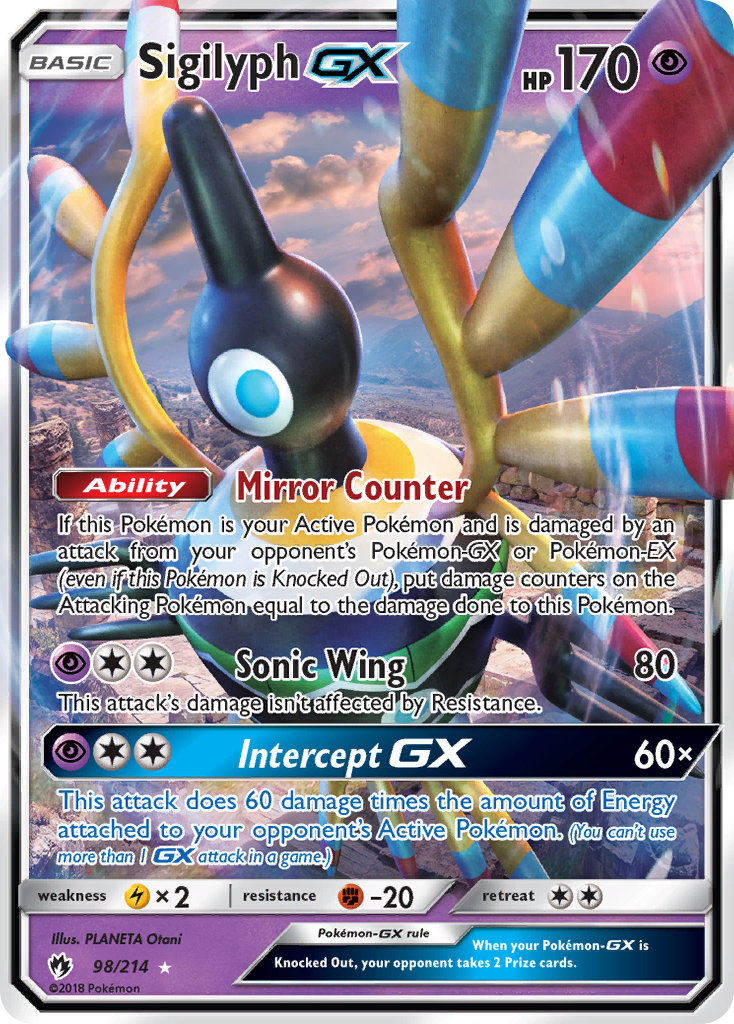 BASIC Sigilyph GX HP 170
Ability Mirror Counter
If this Pokémon is your Active Pokémon and is damaged by an
attack from your opponent's Pokémon-GX or Pokémon-EX
(even if this Pokémon is Knocked Out), put damage counters on the
Attacking Pokémon equal to the damage done to this Pokémon.
Sonic Wing 80
This attack's damage isn't affected by Resistance.
Intercept GX 60×
This attack does 60 damage times the amount of Energy
attached to your opponent's Active Pokémon. (You can't use
more than 1 GX attack in a game.)
weakness ×2 resistance -20 retreat
Illus. PLANETA Otani
98/214
©2018 Pokémon
Pokémon-GX rule
When your Pokémon-GX is
Knocked Out, your opponent takes 2 Prize cards.